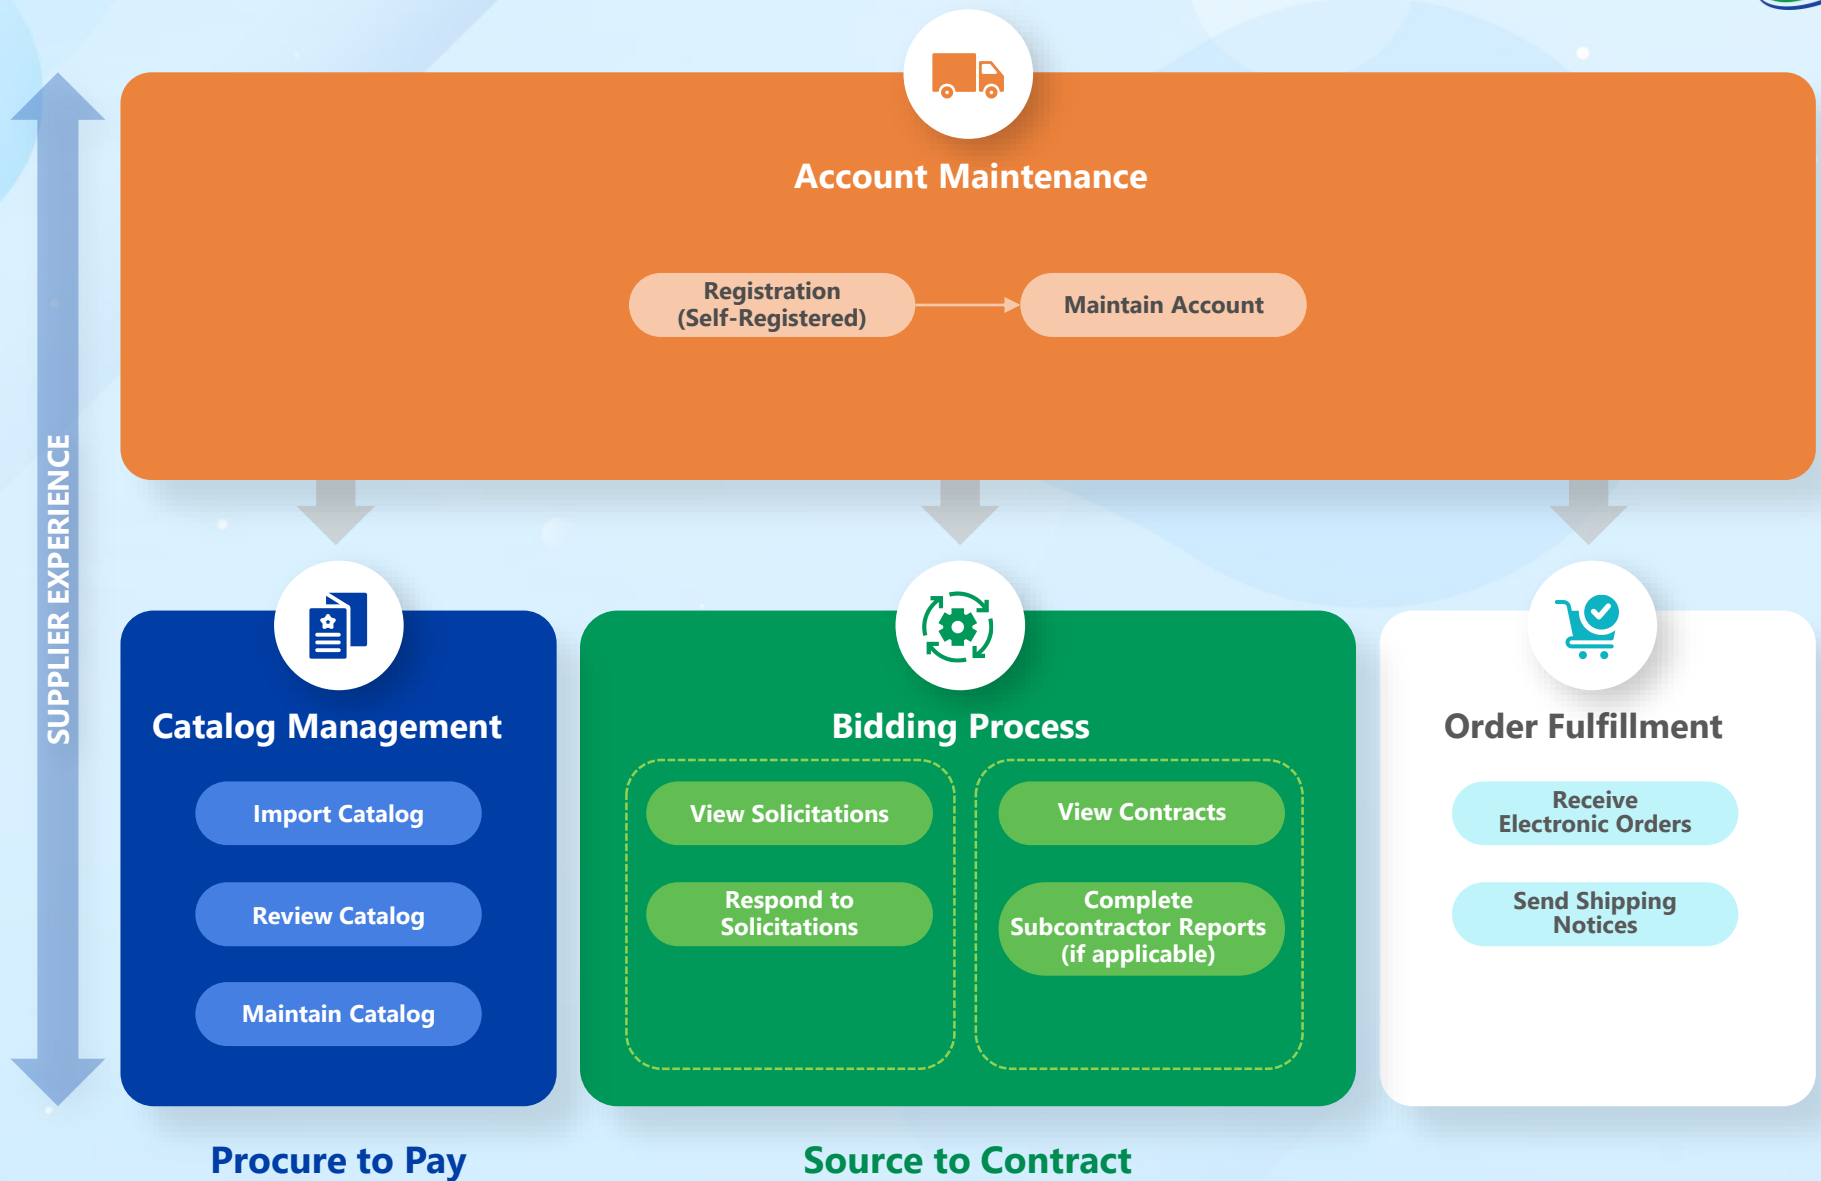 SUPPLIER EXPERIENCE
Account Maintenance
Registration
(Self-Registered)
Maintain Account
Catalog Management
Import Catalog
Review Catalog
Maintain Catalog
Bidding Process
View Solicitations
Respond to
Solicitations
View Contracts
Complete
Subcontractor Reports
(if applicable)
Order Fulfillment
Receive
Electronic Orders
Send Shipping
Notices
Procure to Pay
Source to Contract